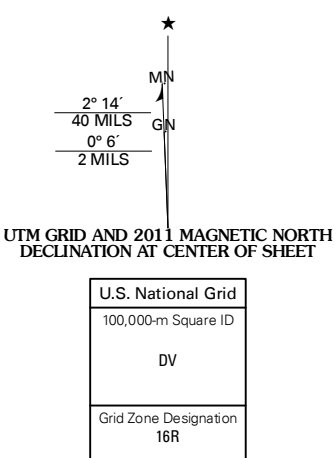 ★
MN
2° 14´
40 MILS
GN
0° 6´
2 MILS
UTM GRID AND 2011 MAGNETIC NORTH
DECLINATION AT CENTER OF SHEET
U.S. National Grid
100,000-m Square ID
DV
Grid Zone Designation
16R